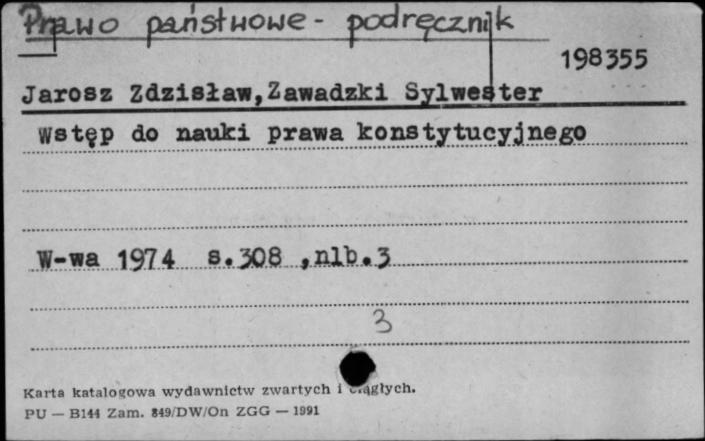 Prawo państwowe - podręcznik
198355
Jarosz Zdzisław,Zawadzki Sylwester
Wstęp do nauki prawa konstytucyjnego
W-wa 1974 s.308 ,nlb.3
3
Karta katalogowa wydawnictw zwartych i ciągłych.
PU — B144 Zam. 849/DW/On ZGG — 1991